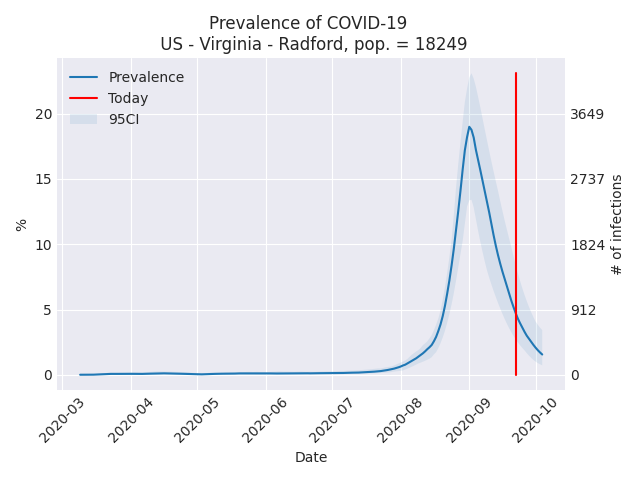 Prevalence of COVID-19
US - Virginia - Radford, pop. = 18249
Prevalence
Today
95CI
%
20
15
10
5
0
3649
2737
1824
912
0
# of infections
2020-03
2020-04
2020-05
2020-06
2020-07
2020-08
2020-09
2020-10
Date